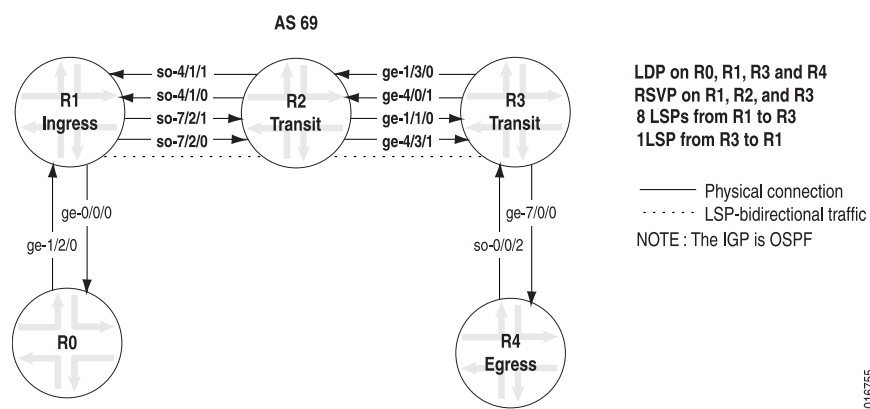 AS 69
R1
Ingress
so-4/1/1
so-4/1/0
so-7/2/1
so-7/2/0
R2
Transit
ge-1/3/0
ge-4/0/1
ge-1/1/0
ge-4/3/1
R3
Transit
LDP on R0, R1, R3 and R4
RSVP on R1, R2, and R3
8 LSPs from R1 to R3
1LSP from R3 to R1
Physical connection
LSP-bidirectional traffic
NOTE : The IGP is OSPF
ge-0/0/0
ge-1/2/0
ge-7/0/0
so-0/0/2
R0
R4
Egress
016755